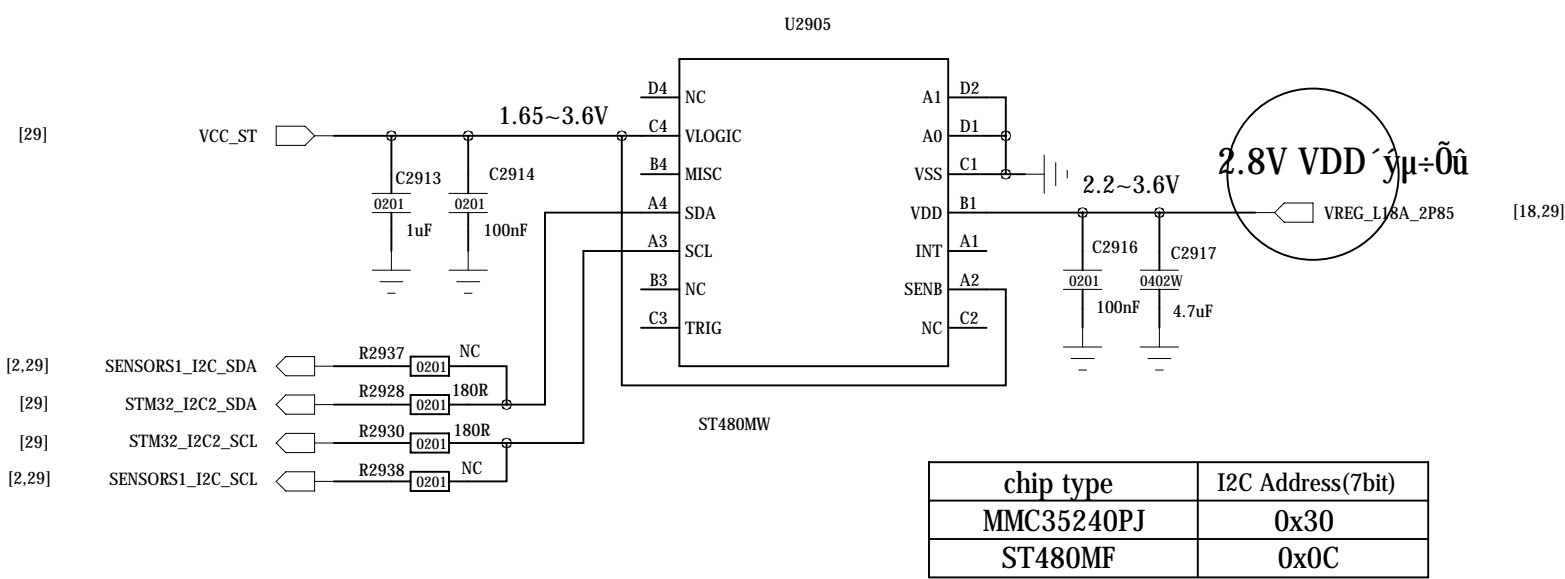 U2905
D4 NC
C4 VLOGIC
B4 MISC
A4 SDA
A3 SCL
B3 NC
C3 TRIG
A1 D2
A0 D1
VSS C1
VDD B1
INT A1
SENB A2
NC C2
ST480MW
[29] VCC_ST
1.65~3.6V
C2913
0201
1uF
C2914
0201
100nF
2.2~3.6V
2.8V VDD ´ýµ÷Õû
VREG_L18A_2P85 [18,29]
C2916
0201
100nF
C2917
0402W
4.7uF
[2,29] SENSORS1_I2C_SDA R2937 0201 NC
[29] STM32_I2C2_SDA R2928 0201 180R
[29] STM32_I2C2_SCL R2930 0201 180R
[2,29] SENSORS1_I2C_SCL R2938 0201 NC
chip type I2C Address(7bit)
MMC35240PJ 0x30
ST480MF 0x0C